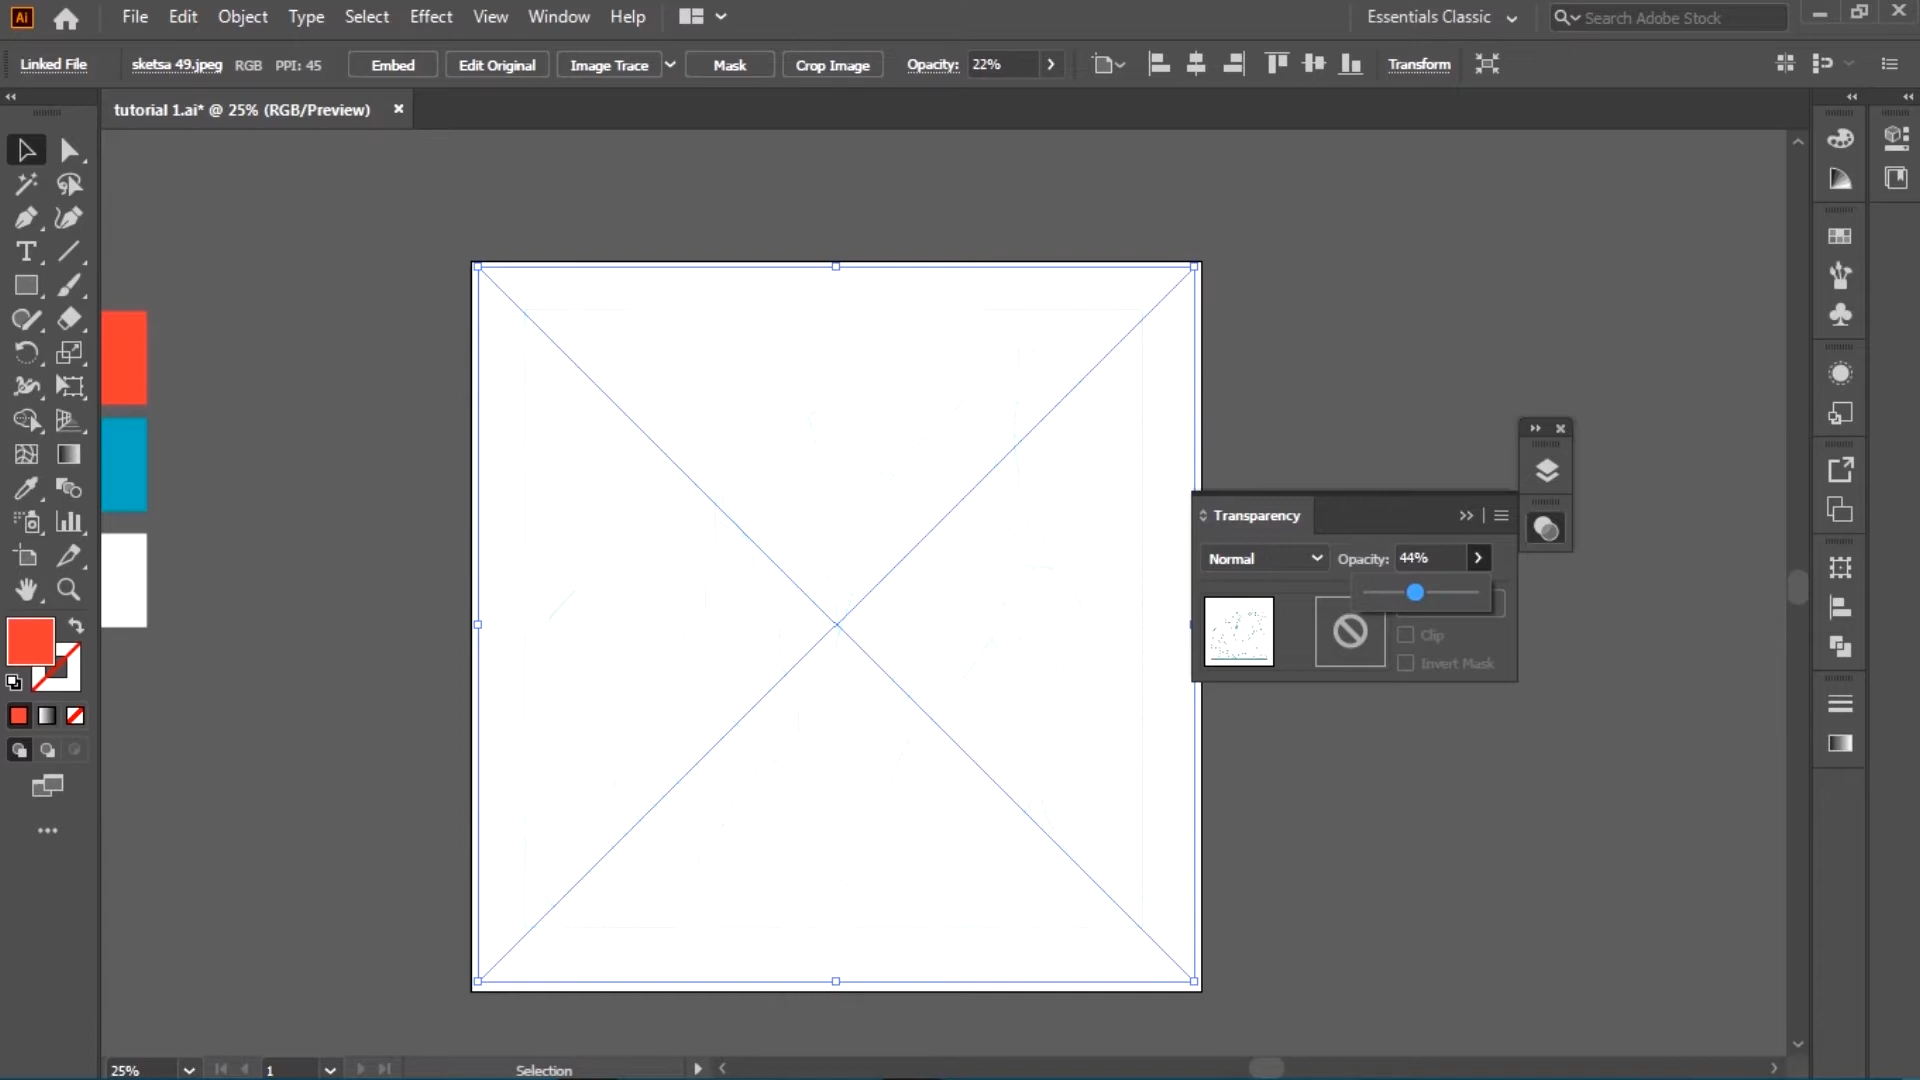 Ai File Edit Object Type Select Effect View Window Help Essentials Classic Search Adobe Stock
Linked File sketsa 49.jpeg RGB PPI: 45 Embed Edit Original Image Trace Mask Crop Image Opacity: 22% Transform
tutorial 1.ai* @ 25% (RGB/Preview)
Transparency
Normal Opacity: 44%
Clip
Invert Mask
25% 1 Selection